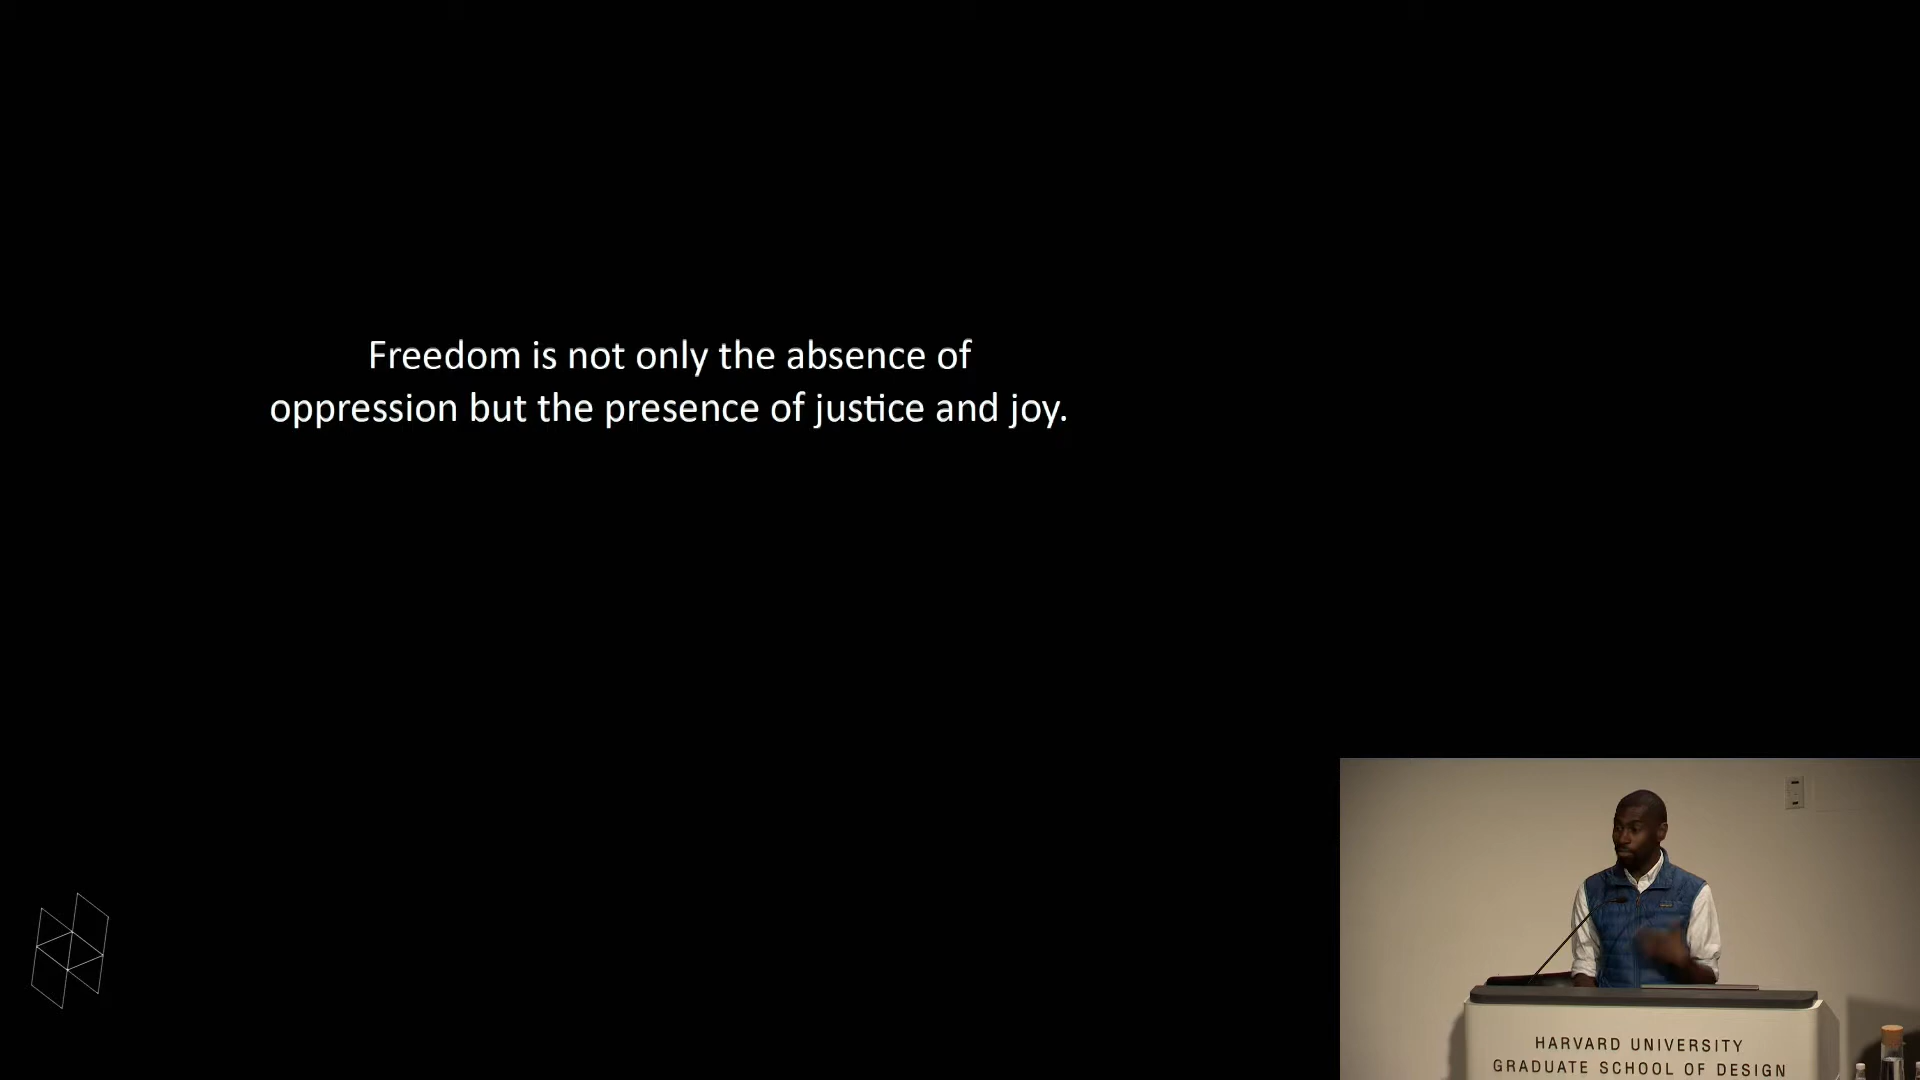 Freedom is not only the absence of
oppression but the presence of justice and joy.
HARVARD UNIVERSITY
GRADUATE SCHOOL OF DESIGN